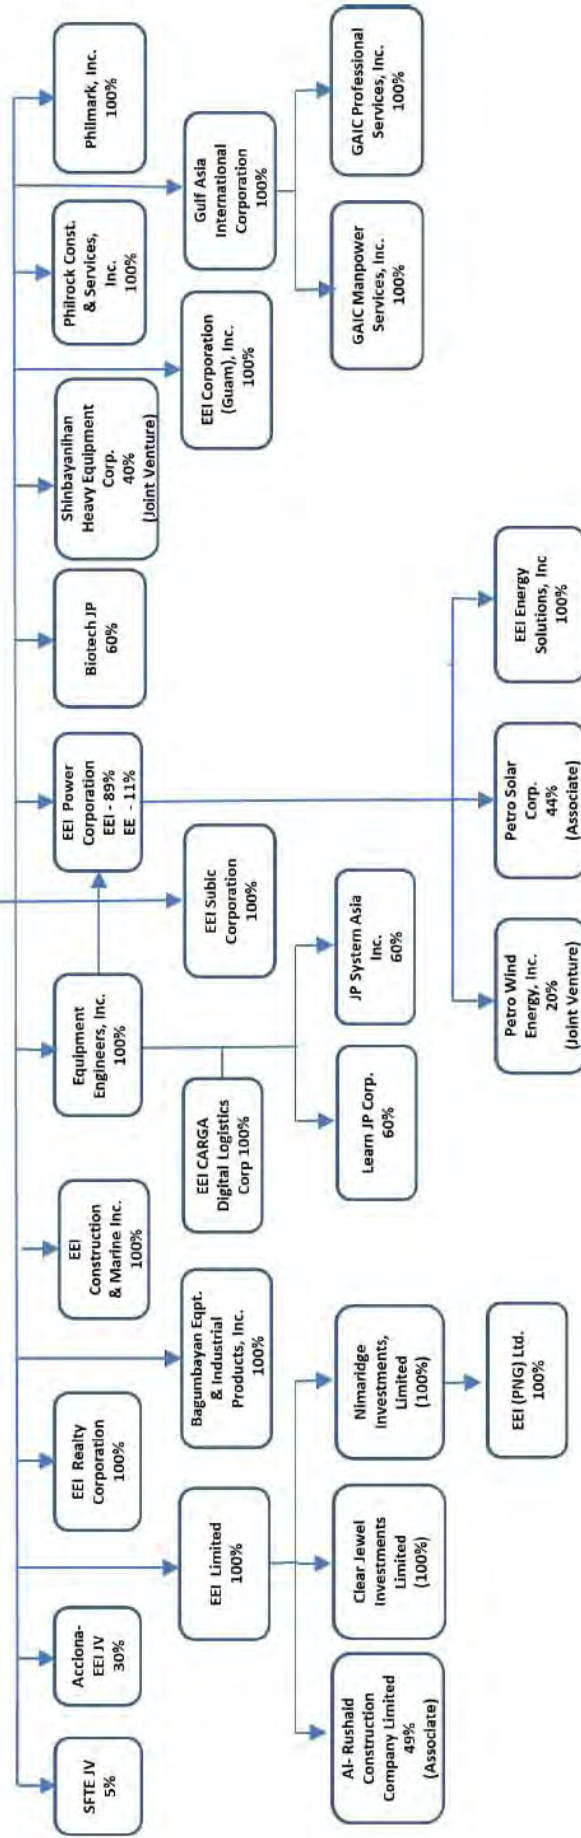 SFTE JV
5%
Acciona-
EEI JV
30%
EEI Realty
Corporation
100%
EEI
Construction
& Marine Inc.
100%
Equipment
Engineers, Inc.
100%
EEI Power
Corporation
EEI - 89%
EE - 11%
Biotech JP
60%
Shinbayanihan
Heavy Equipment
Corp.
40%
(Joint Venture)
Philrock Const.
& Services,
Inc.
100%
Philmark, Inc.
100%
EEI Limited
100%
Bagumbayan Eqpt.
& Industrial
Products, Inc.
100%
EEI CARGA
Digital Logistics
Corp 100%
EEI Subic
Corporation
100%
EEI Corporation
(Guam), Inc.
100%
Gulf Asia
International
Corporation
100%
Al- Rushaid
Construction
Company Limited
49%
(Associate)
Clear Jewel
Investments
Limited
(100%)
Nimaridge
Investments,
Limited
(100%)
Learn JP Corp.
60%
JP System Asia
Inc.
60%
GAIC Manpower
Services, Inc.
100%
GAIC Professional
Services, Inc.
100%
EEI (PNG) Ltd.
100%
Petro Wind
Energy, Inc.
20%
(Joint Venture)
Petro Solar
Corp.
44%
(Associate)
EEI Energy
Solutions, Inc
100%